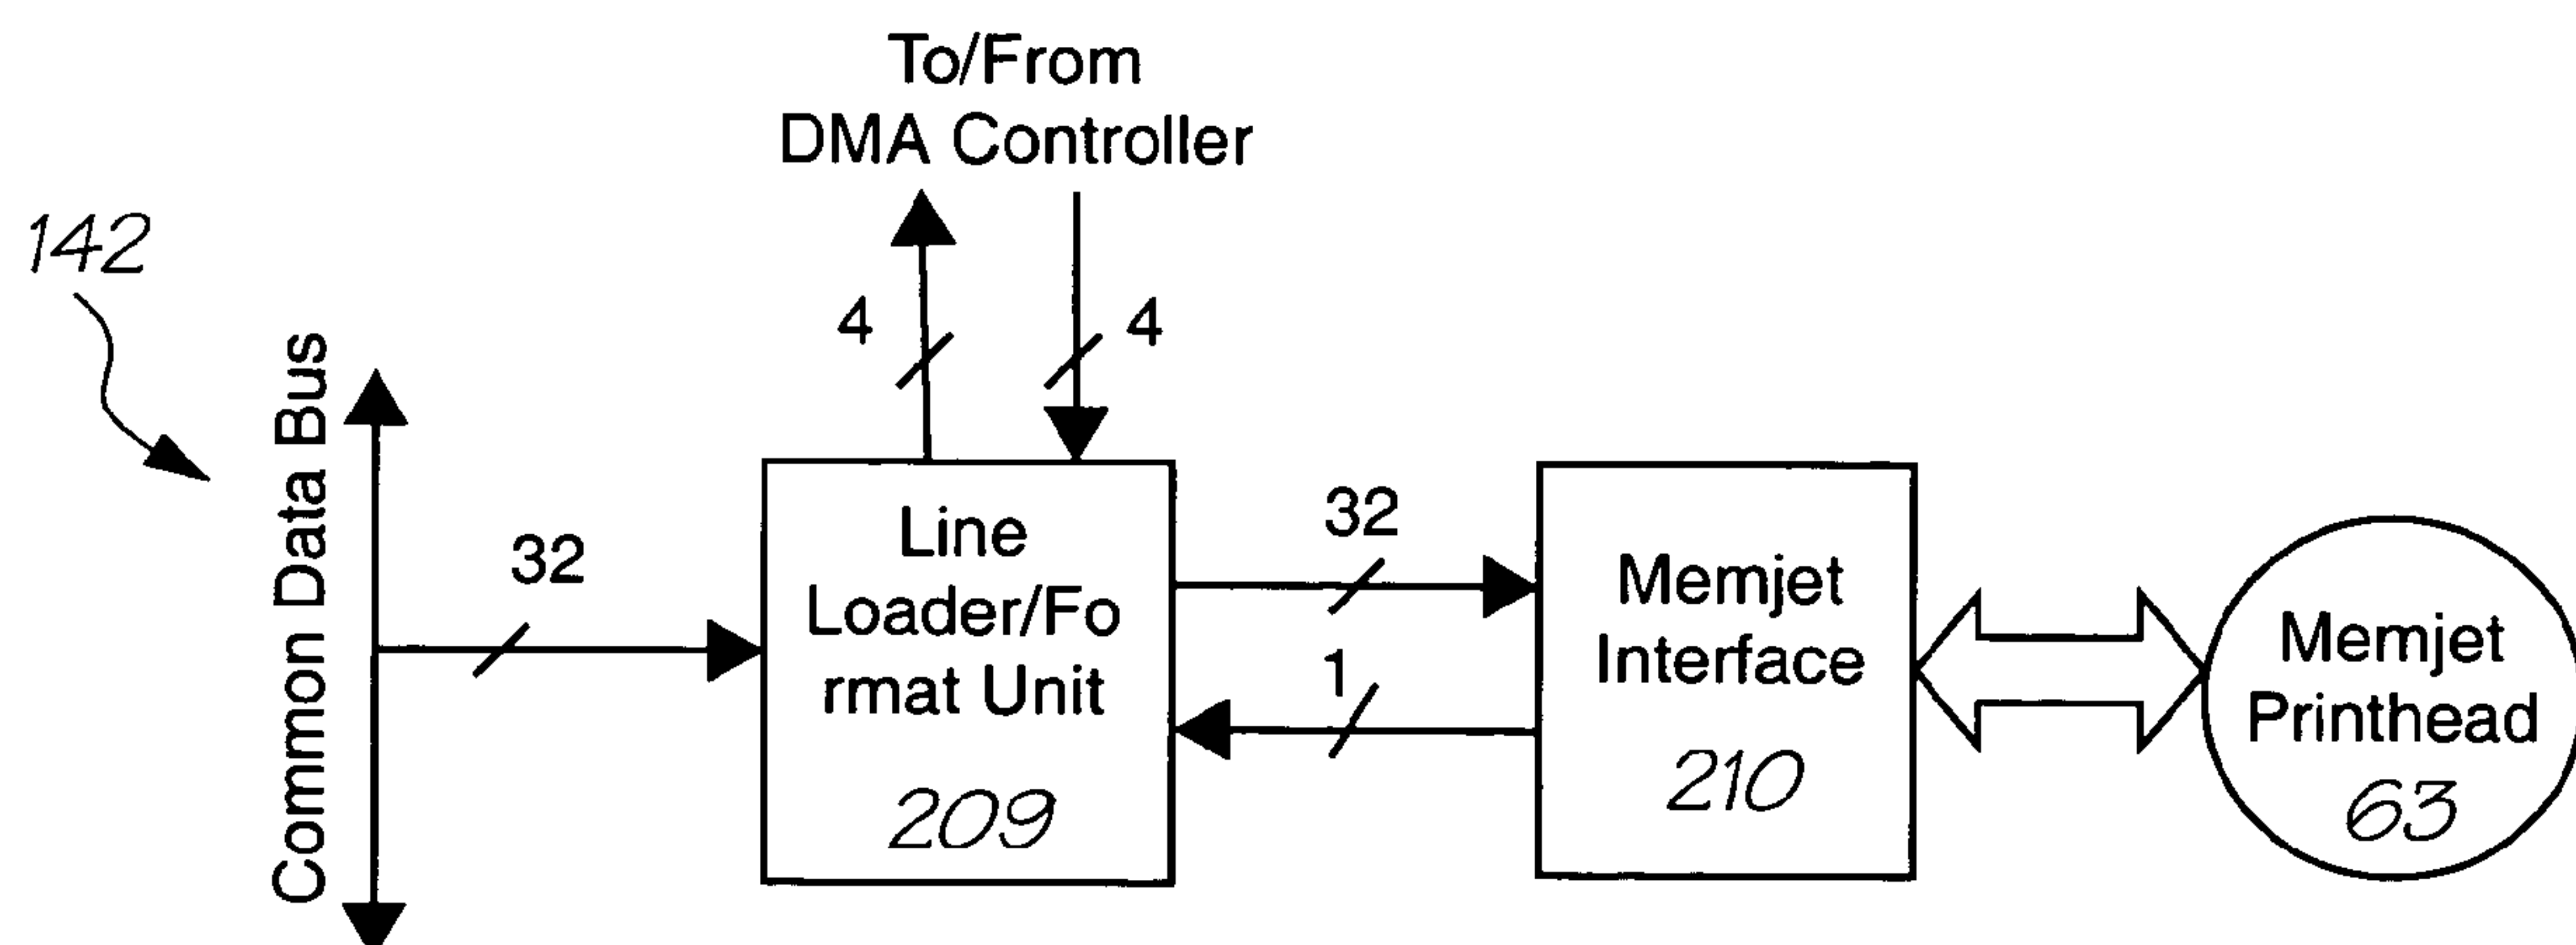 To/From
DMA Controller
142
4
4
Common Data Bus
32
Line
Loader/Fo
rmat Unit
209
32
1
Memjet
Interface
210
Memjet
Printhead
63